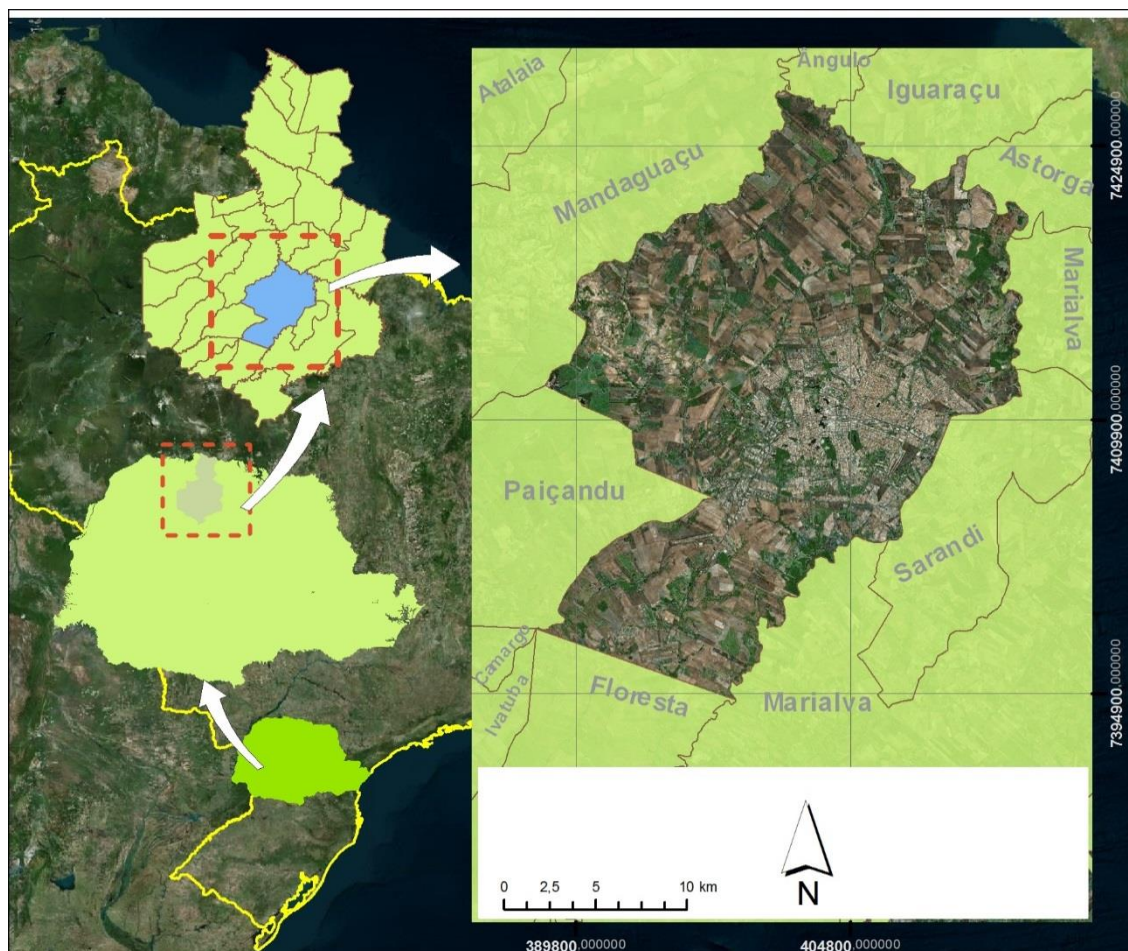 Ângulo
Atalaia
Iguaraçu
Astorga
Mandaguaçu
Marialva
Paiçandu
Sarandi
Camargo
Ivatuba
Floresta
Marialva
7424900,000000
7409900,000000
7394900,000000
0 2,5 5 10 km
N
389800,000000
404800,000000